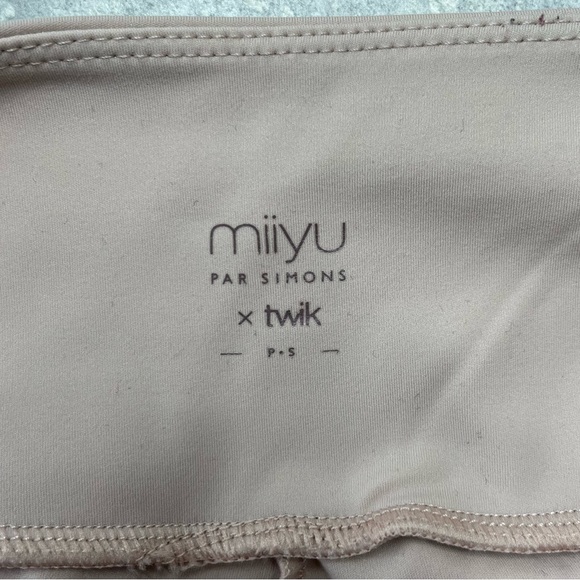 miiyu
PAR SIMONS
× twik
— P•S —